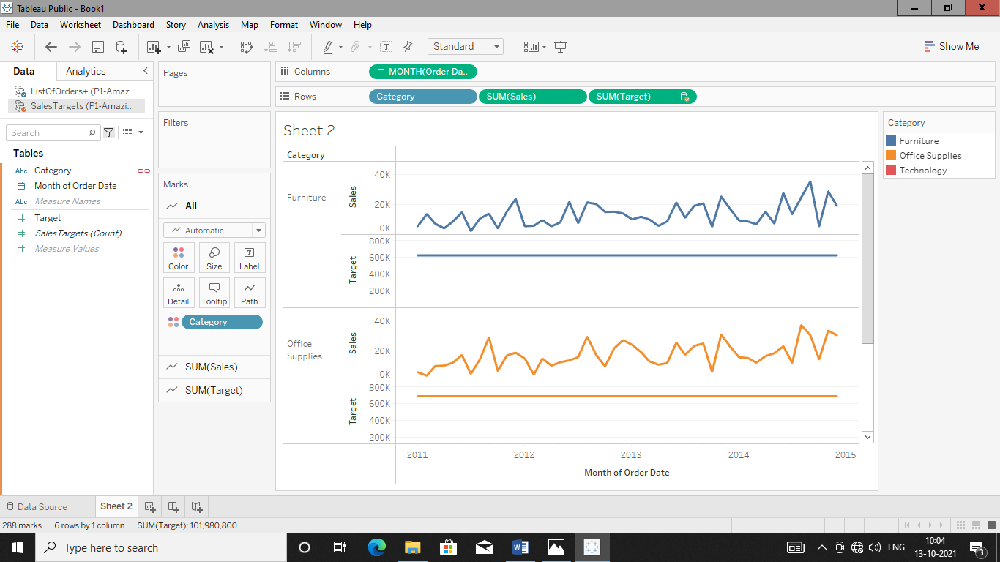 Tableau Public - Book1
File Data Worksheet Dashboard Story Analysis Map Format Window Help
Standard
Show Me
Data Analytics
ListOfOrders+ (P1-Amaz...
SalesTargets (P1-Amazi...
Search
Tables
Abc Category
Month of Order Date
Abc Measure Names
Target
SalesTargets (Count)
Measure Values
Pages
Filters
Marks
All
Automatic
Color Size Label
Detail Tooltip Path
Category
SUM(Sales)
SUM(Target)
Columns MONTH(Order Da..
Rows Category SUM(Sales) SUM(Target)
Sheet 2
Category
Furniture
Sales
40K
20K
0K
Target
800K
600K
400K
200K
Office
Supplies
Sales
40K
20K
0K
Target
800K
600K
400K
200K
2011 2012 2013 2014 2015
Month of Order Date
Category
Furniture
Office Supplies
Technology
Data Source Sheet 2
288 marks 6 rows by 1 column SUM(Target): 101,980,800
Type here to search
ENG
10:04
13-10-2021
3